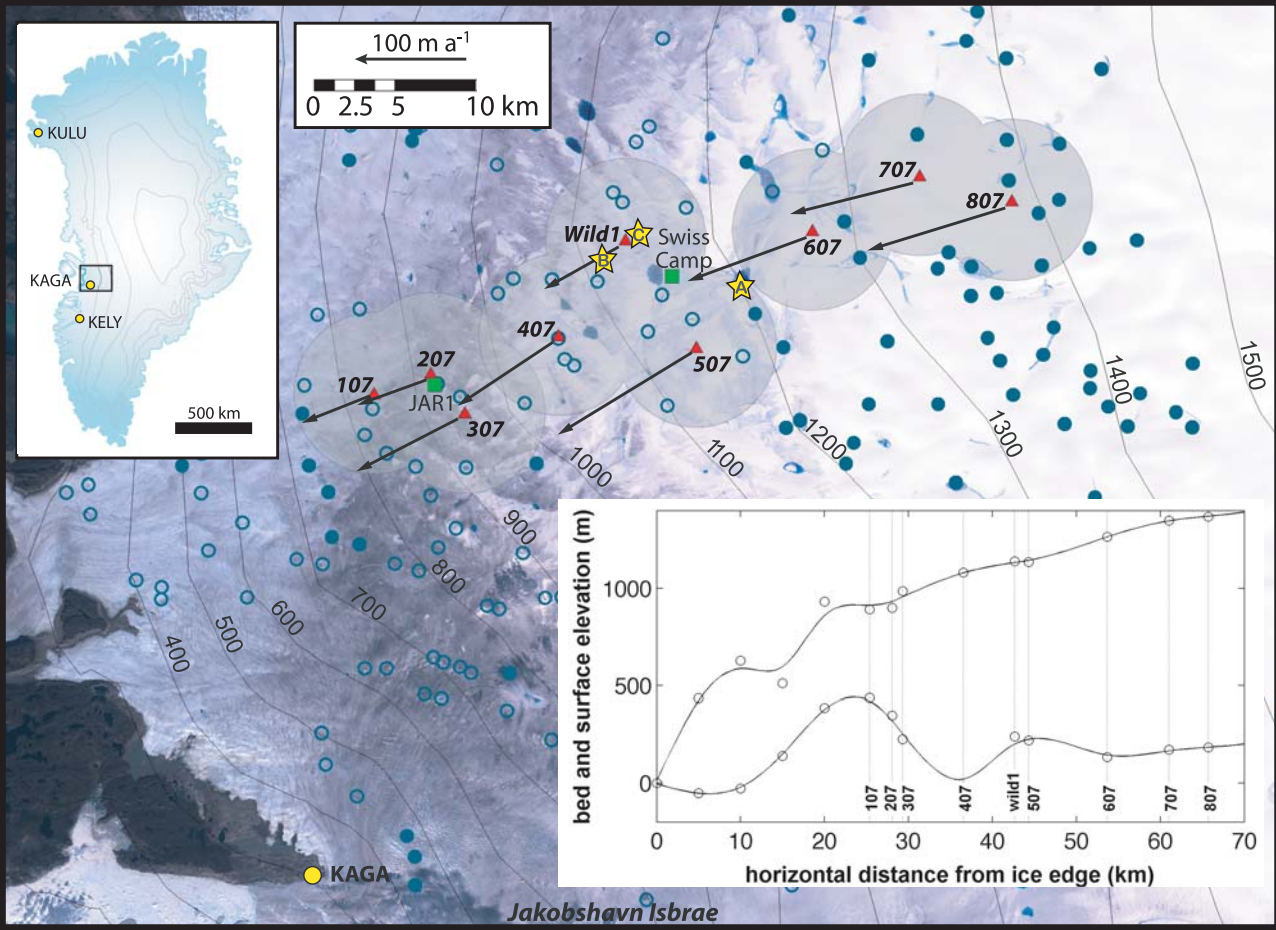 KULU
KAGA
KELY
500 km
100 m a-1
0 2.5 5 10 km
707
807
Wild1
C
Swiss
Camp
B
607
A
407
507
207
107
JAR1
307
1500
1400
1300
1200
1100
1000
900
800
700
600
500
400
KAGA
Jakobshavn Isbrae
bed and surface elevation (m)
1000
500
0
107
207
307
407
wild1
507
607
707
807
0 10 20 30 40 50 60 70
horizontal distance from ice edge (km)